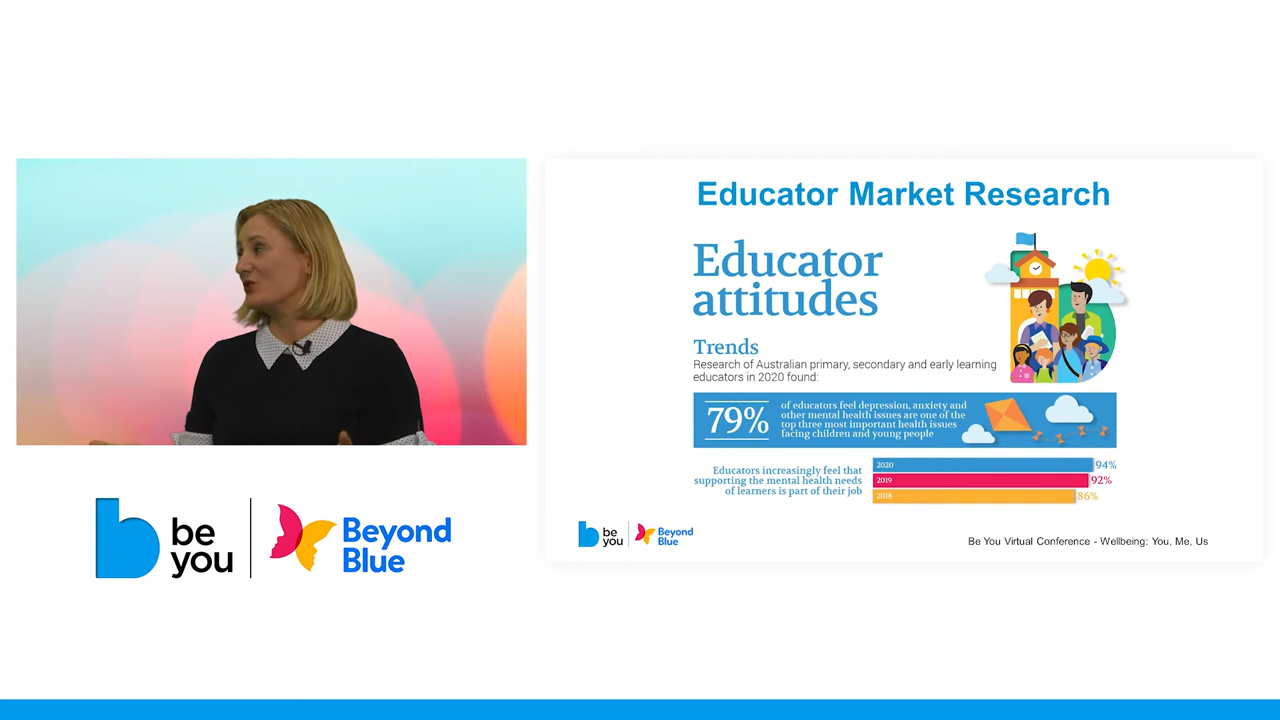 Educator Market Research
Educator
attitudes
Trends
Research of Australian primary, secondary and early learning
educators in 2020 found:
79%
of educators feel depression, anxiety and
other mental health issues are one of the
top three most important health issues
facing children and young people
Educators increasingly feel that
supporting the mental health needs
of learners is part of their job
2020 94%
2019 92%
2018 86%
be
you
Beyond
Blue
Be You Virtual Conference - Wellbeing: You, Me, Us
be
you
Beyond
Blue